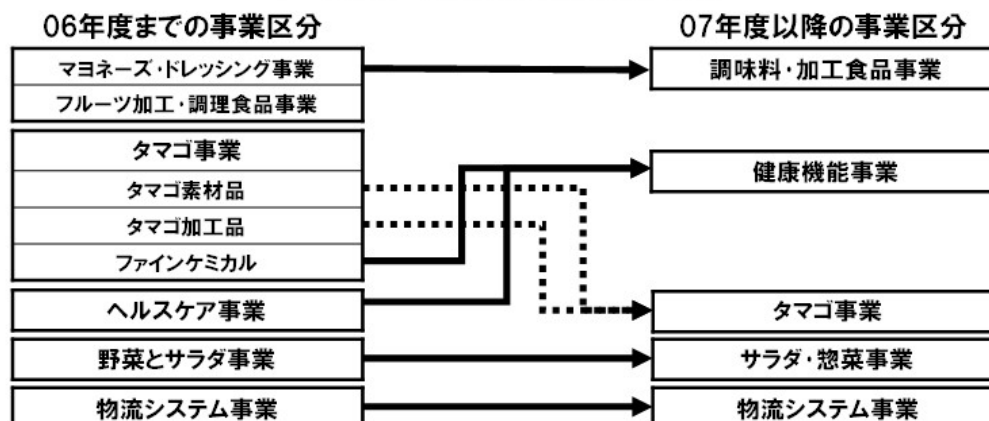 06年度までの事業区分
07年度以降の事業区分
マヨネーズ・ドレッシング事業
調味料・加工食品事業
フルーツ加工・調理食品事業
タマゴ事業
健康機能事業
タマゴ素材品
タマゴ加工品
ファインケミカル
ヘルスケア事業
タマゴ事業
野菜とサラダ事業
サラダ・惣菜事業
物流システム事業
物流システム事業